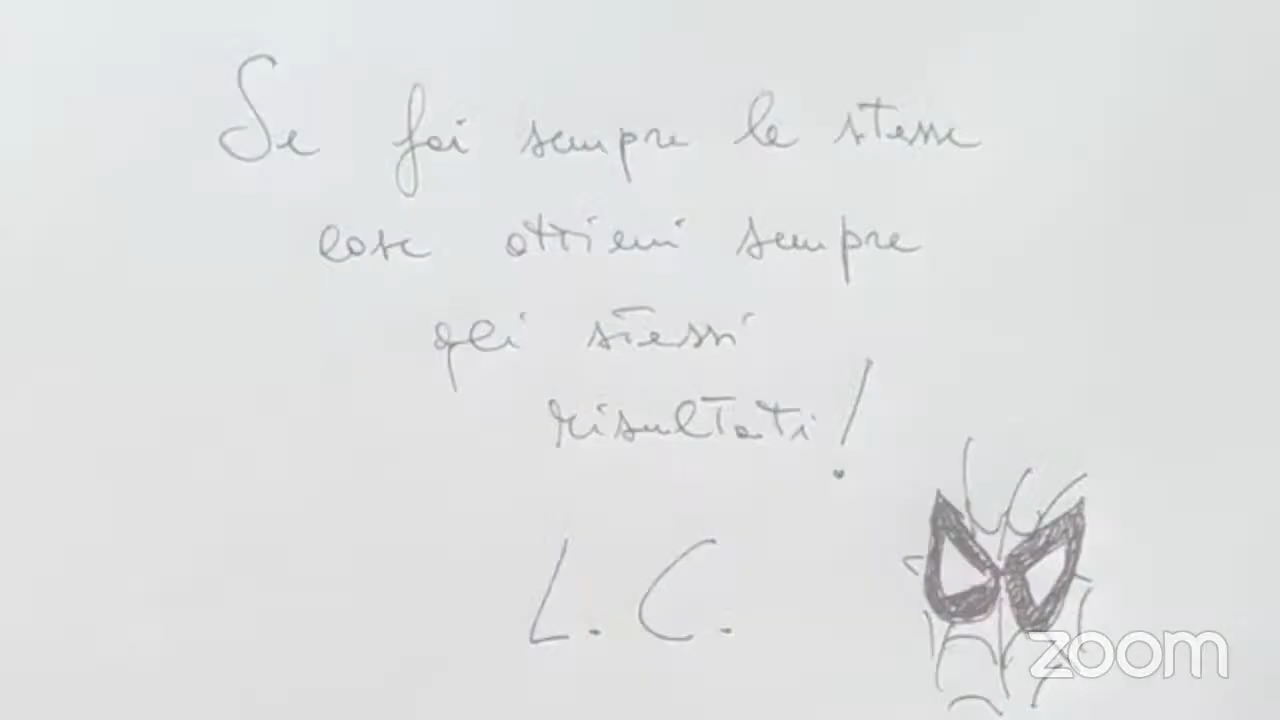 Se fai sempre le stesse
cose ottieni sempre
gli stessi
risultati!
L. C.
zoom